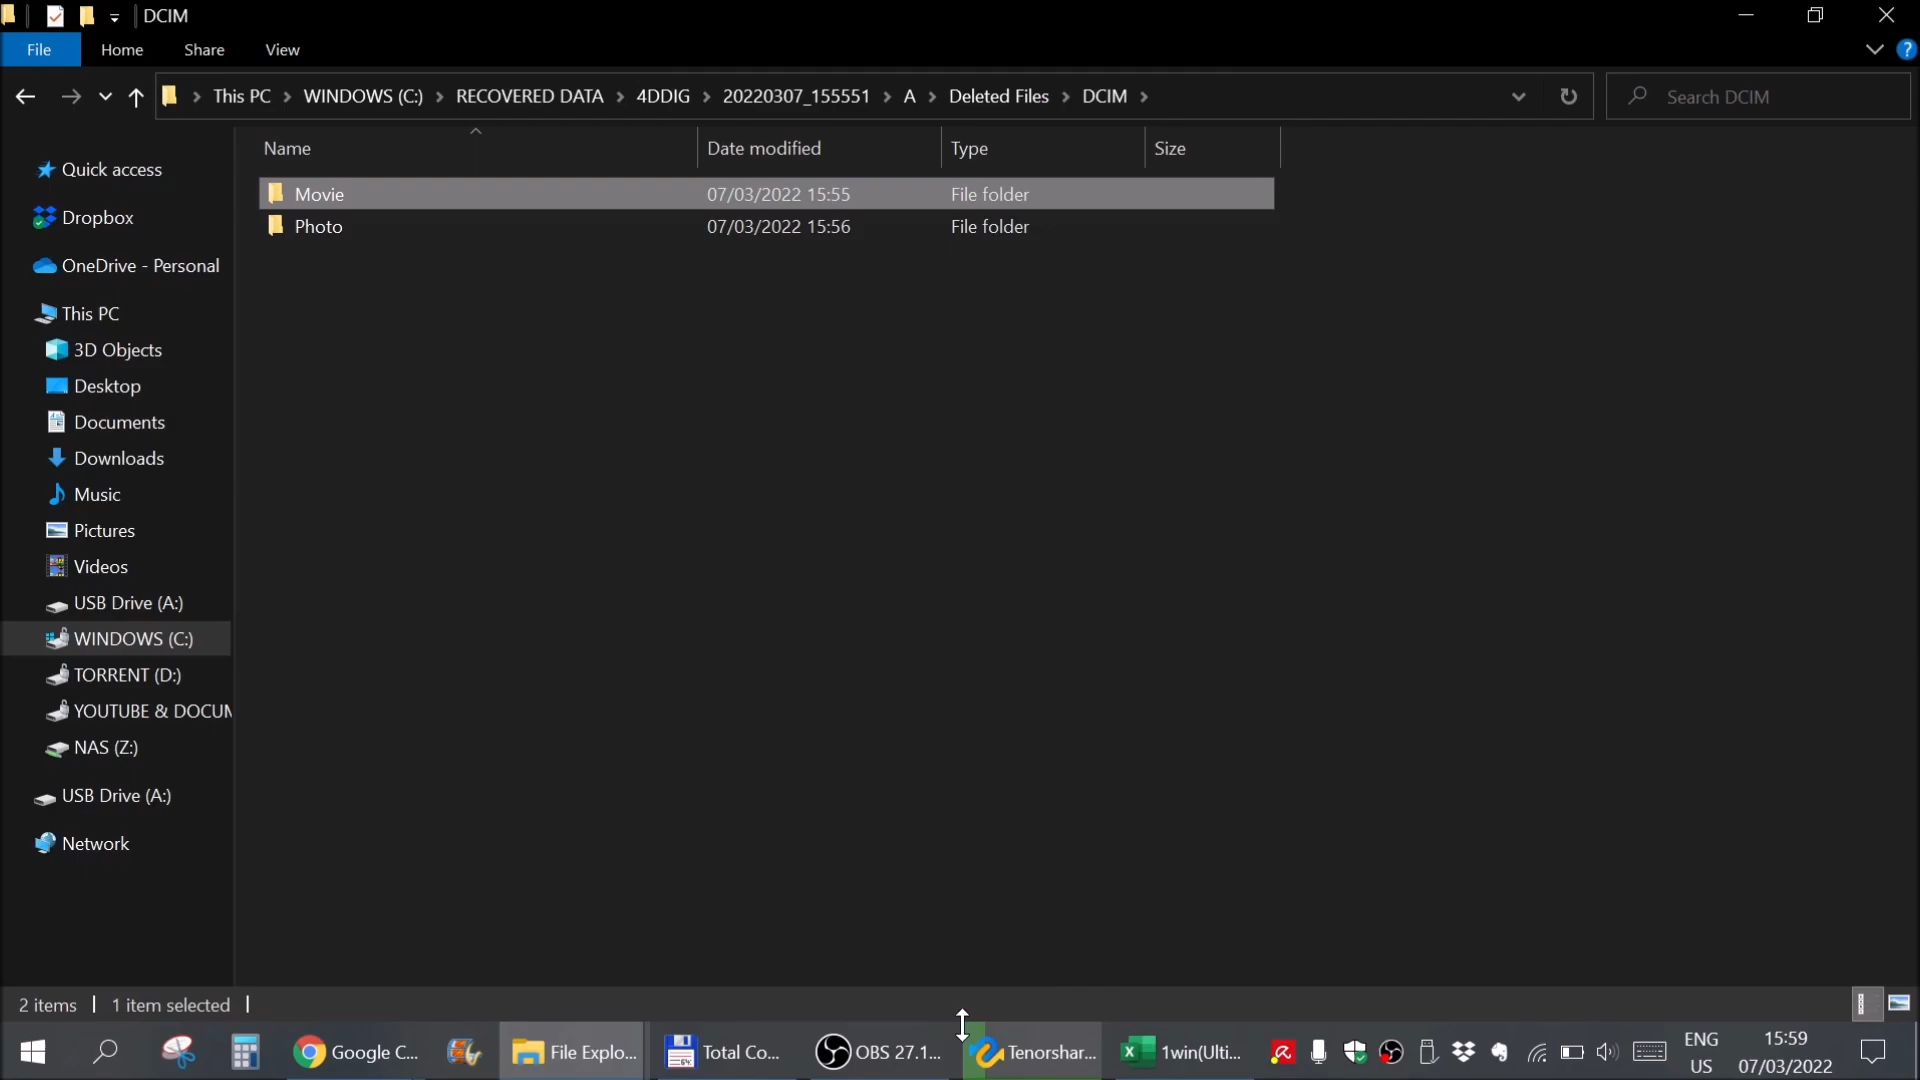 DCIM
File Home Share View
This PC WINDOWS (C:) RECOVERED DATA 4DDIG 20220307_155551 A Deleted Files DCIM
Search DCIM
Name Date modified Type Size
Movie 07/03/2022 15:55 File folder
Photo 07/03/2022 15:56 File folder
Quick access
Dropbox
OneDrive - Personal
This PC
3D Objects
Desktop
Documents
Downloads
Music
Pictures
Videos
USB Drive (A:)
WINDOWS (C:)
TORRENT (D:)
YOUTUBE & DOCUM
NAS (Z:)
USB Drive (A:)
Network
2 items 1 item selected
Google C... File Explo... Total Co... OBS 27.1... Tenorshar... 1win(Ulti... ENG 15:59
US 07/03/2022